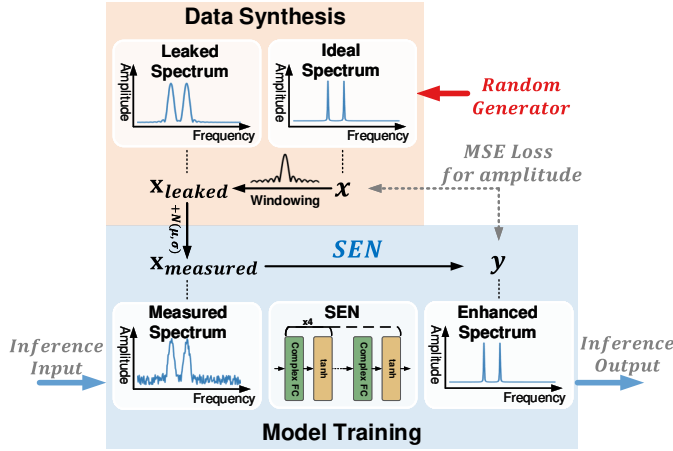 Data Synthesis
Leaked
Spectrum
Amplitude
Frequency
Ideal
Spectrum
Amplitude
Frequency
Random
Generator
MSE Loss
for amplitude
x_leaked
Windowing
x
+N(μ,σ)
x_measured
SEN
y
Measured
Spectrum
Amplitude
Frequency
SEN
x4
Complex FC
tanh
Complex FC
tanh
Enhanced
Spectrum
Amplitude
Frequency
Inference
Input
Inference
Output
Model Training